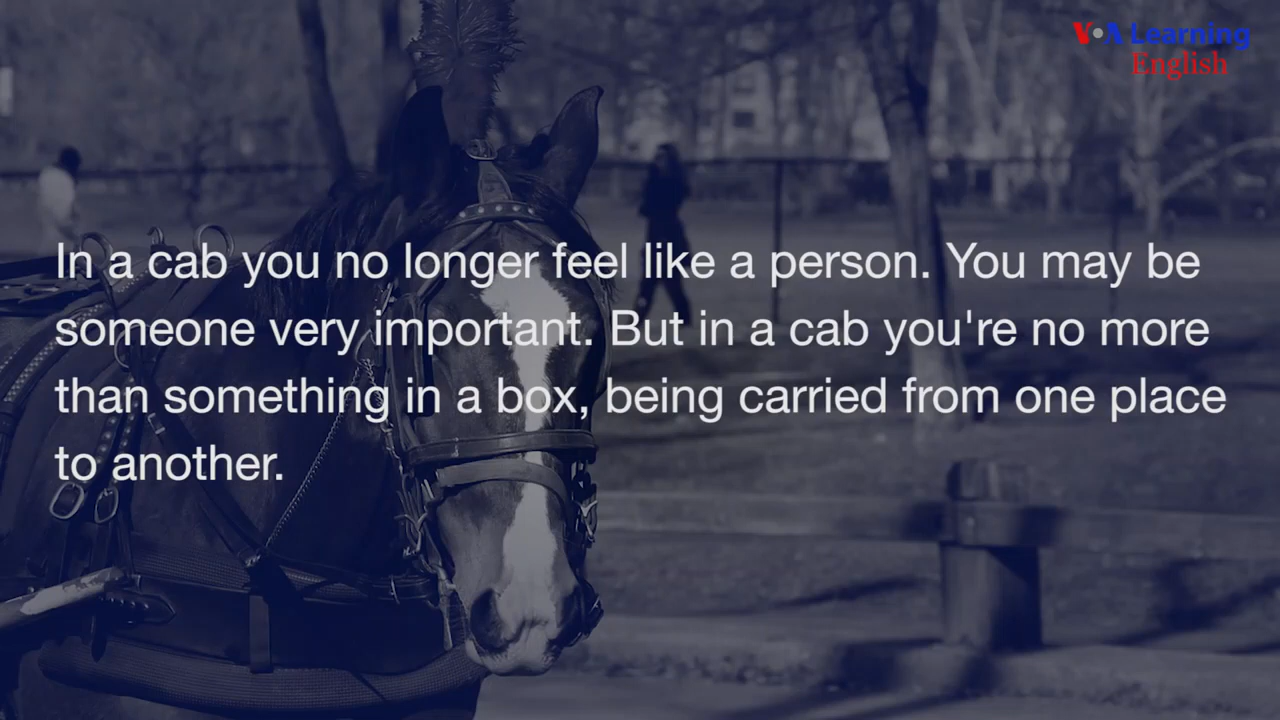 VOA Learning
English
In a cab you no longer feel like a person. You may be
someone very important. But in a cab you're no more
than something in a box, being carried from one place
to another.